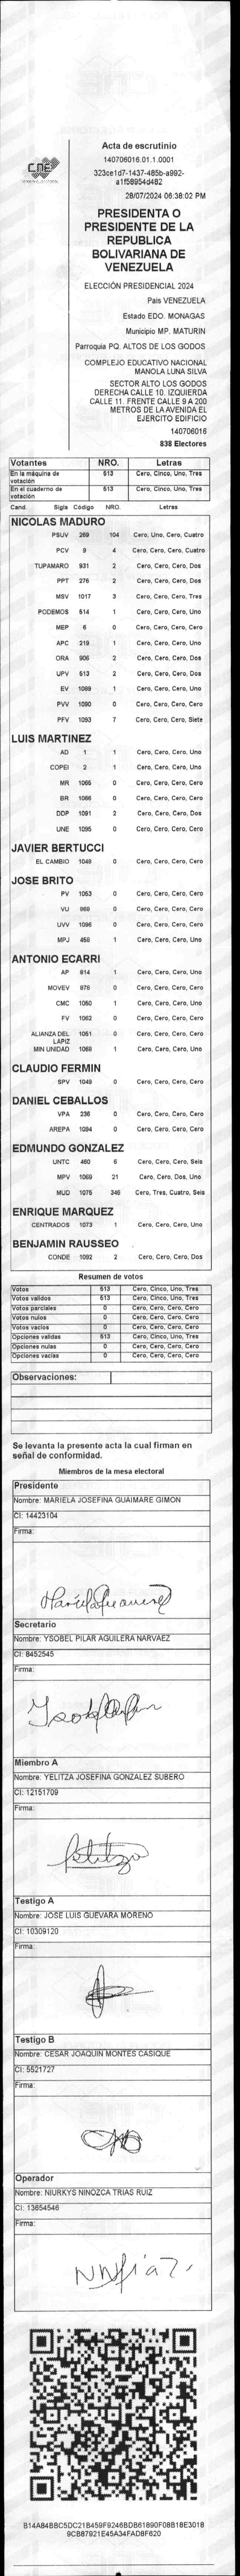 CNE
Acta de escrutinio
140706016.01.1.0001
323ce1d7-1437-485b-a992-
a1f58954d482
28/07/2024 06:38:02 PM
PRESIDENTA O
PRESIDENTE DE LA
REPUBLICA
BOLIVARIANA DE
VENEZUELA
ELECCIÓN PRESIDENCIAL 2024
Pais VENEZUELA
Estado EDO. MONAGAS
Municipio MP. MATURIN
Parroquia PQ. ALTOS DE LOS GODOS
COMPLEJO EDUCATIVO NACIONAL
MANOLA LUNA SILVA
SECTOR ALTO LOS GODOS
DERECHA CALLE 10. IZQUIERDA
CALLE 11. FRENTE CALLE 9 A 200
METROS DE LA AVENIDA EL
EJERCITO EDIFICIO
140706016
838 Electores
Votantes NRO. Letras
En la máquina de votación 513 Cero, Cinco, Uno, Tres
En el cuaderno de votación 513 Cero, Cinco, Uno, Tres
Cand. Sigla Código NRO. Letras
NICOLAS MADURO
PSUV 269 104 Cero, Uno, Cero, Cuatro
PCV 9 4 Cero, Cero, Cero, Cuatro
TUPAMARO 931 2 Cero, Cero, Cero, Dos
PPT 276 2 Cero, Cero, Cero, Dos
MSV 1017 3 Cero, Cero, Cero, Tres
PODEMOS 514 1 Cero, Cero, Cero, Uno
MEP 6 0 Cero, Cero, Cero, Cero
APC 219 1 Cero, Cero, Cero, Uno
ORA 906 2 Cero, Cero, Cero, Dos
UPV 513 2 Cero, Cero, Cero, Dos
EV 1089 1 Cero, Cero, Cero, Uno
PVV 1090 0 Cero, Cero, Cero, Cero
PFV 1093 7 Cero, Cero, Cero, Siete
LUIS MARTINEZ
AD 1 1 Cero, Cero, Cero, Uno
COPEI 2 1 Cero, Cero, Cero, Uno
MR 1065 0 Cero, Cero, Cero, Cero
BR 1066 0 Cero, Cero, Cero, Cero
DDP 1091 2 Cero, Cero, Cero, Dos
UNE 1095 0 Cero, Cero, Cero, Cero
JAVIER BERTUCCI
EL CAMBIO 1048 0 Cero, Cero, Cero, Cero
JOSE BRITO
PV 1053 0 Cero, Cero, Cero, Cero
VU 869 0 Cero, Cero, Cero, Cero
UVV 1096 0 Cero, Cero, Cero, Cero
MPJ 458 1 Cero, Cero, Cero, Uno
ANTONIO ECARRI
AP 814 1 Cero, Cero, Cero, Uno
MOVEV 876 0 Cero, Cero, Cero, Cero
CMC 1050 1 Cero, Cero, Cero, Uno
FV 1062 0 Cero, Cero, Cero, Cero
ALIANZA DEL LAPIZ 1051 0 Cero, Cero, Cero, Cero
MIN UNIDAD 1068 1 Cero, Cero, Cero, Uno
CLAUDIO FERMIN
SPV 1049 0 Cero, Cero, Cero, Cero
DANIEL CEBALLOS
VPA 236 0 Cero, Cero, Cero, Cero
AREPA 1094 0 Cero, Cero, Cero, Cero
EDMUNDO GONZALEZ
UNTC 460 6 Cero, Cero, Cero, Seis
MPV 1069 21 Cero, Cero, Dos, Uno
MUD 1075 346 Cero, Tres, Cuatro, Seis
ENRIQUE MARQUEZ
CENTRADOS 1073 1 Cero, Cero, Cero, Uno
BENJAMIN RAUSSEO
CONDE 1092 2 Cero, Cero, Cero, Dos
Resumen de votos
Votos 513 Cero, Cinco, Uno, Tres
Votos validos 513 Cero, Cinco, Uno, Tres
Votos parciales 0 Cero, Cero, Cero, Cero
Votos nulos 0 Cero, Cero, Cero, Cero
Votos vacios 0 Cero, Cero, Cero, Cero
Opciones validas 513 Cero, Cinco, Uno, Tres
Opciones nulas 0 Cero, Cero, Cero, Cero
Opciones vacias 0 Cero, Cero, Cero, Cero
Observaciones:
Se levanta la presente acta la cual firman en
señal de conformidad.
Miembros de la mesa electoral
Presidente
Nombre: MARIELA JOSEFINA GUAIMARE GIMON
CI: 14423104
Firma:
Secretario
Nombre: YSOBEL PILAR AGUILERA NARVAEZ
CI: 8452545
Firma:
Miembro A
Nombre: YELITZA JOSEFINA GONZALEZ SUBERO
CI: 12151709
Firma:
Testigo A
Nombre: JOSE LUIS GUEVARA MORENO
CI: 10309120
Firma:
Testigo B
Nombre: CESAR JOAQUIN MONTES CASIQUE
CI: 5521727
Firma:
Operador
Nombre: NIURKYS NINOZCA TRIAS RUIZ
CI: 13654546
Firma:
B14A84BBC5DC21B459F9246BDB61890F08B18E3018
9CB87921E45A34FAD8F620